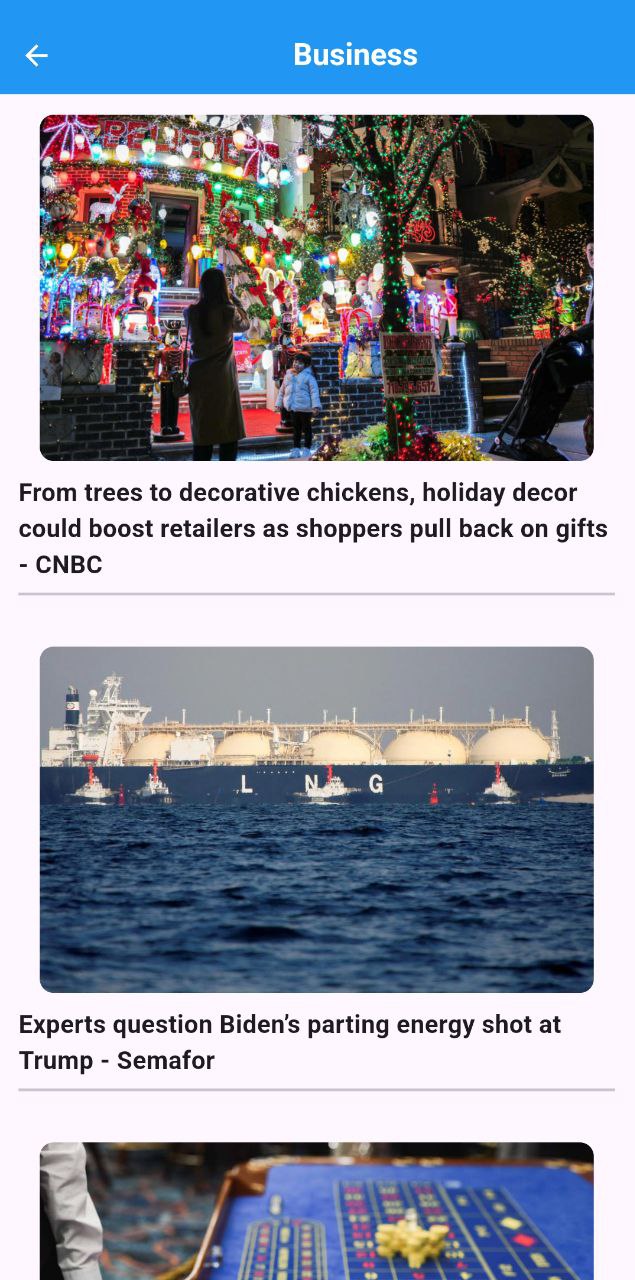 Business
BELIEVE
From trees to decorative chickens, holiday decor
could boost retailers as shoppers pull back on gifts
- CNBC
L N G
Experts question Biden’s parting energy shot at
Trump - Semafor